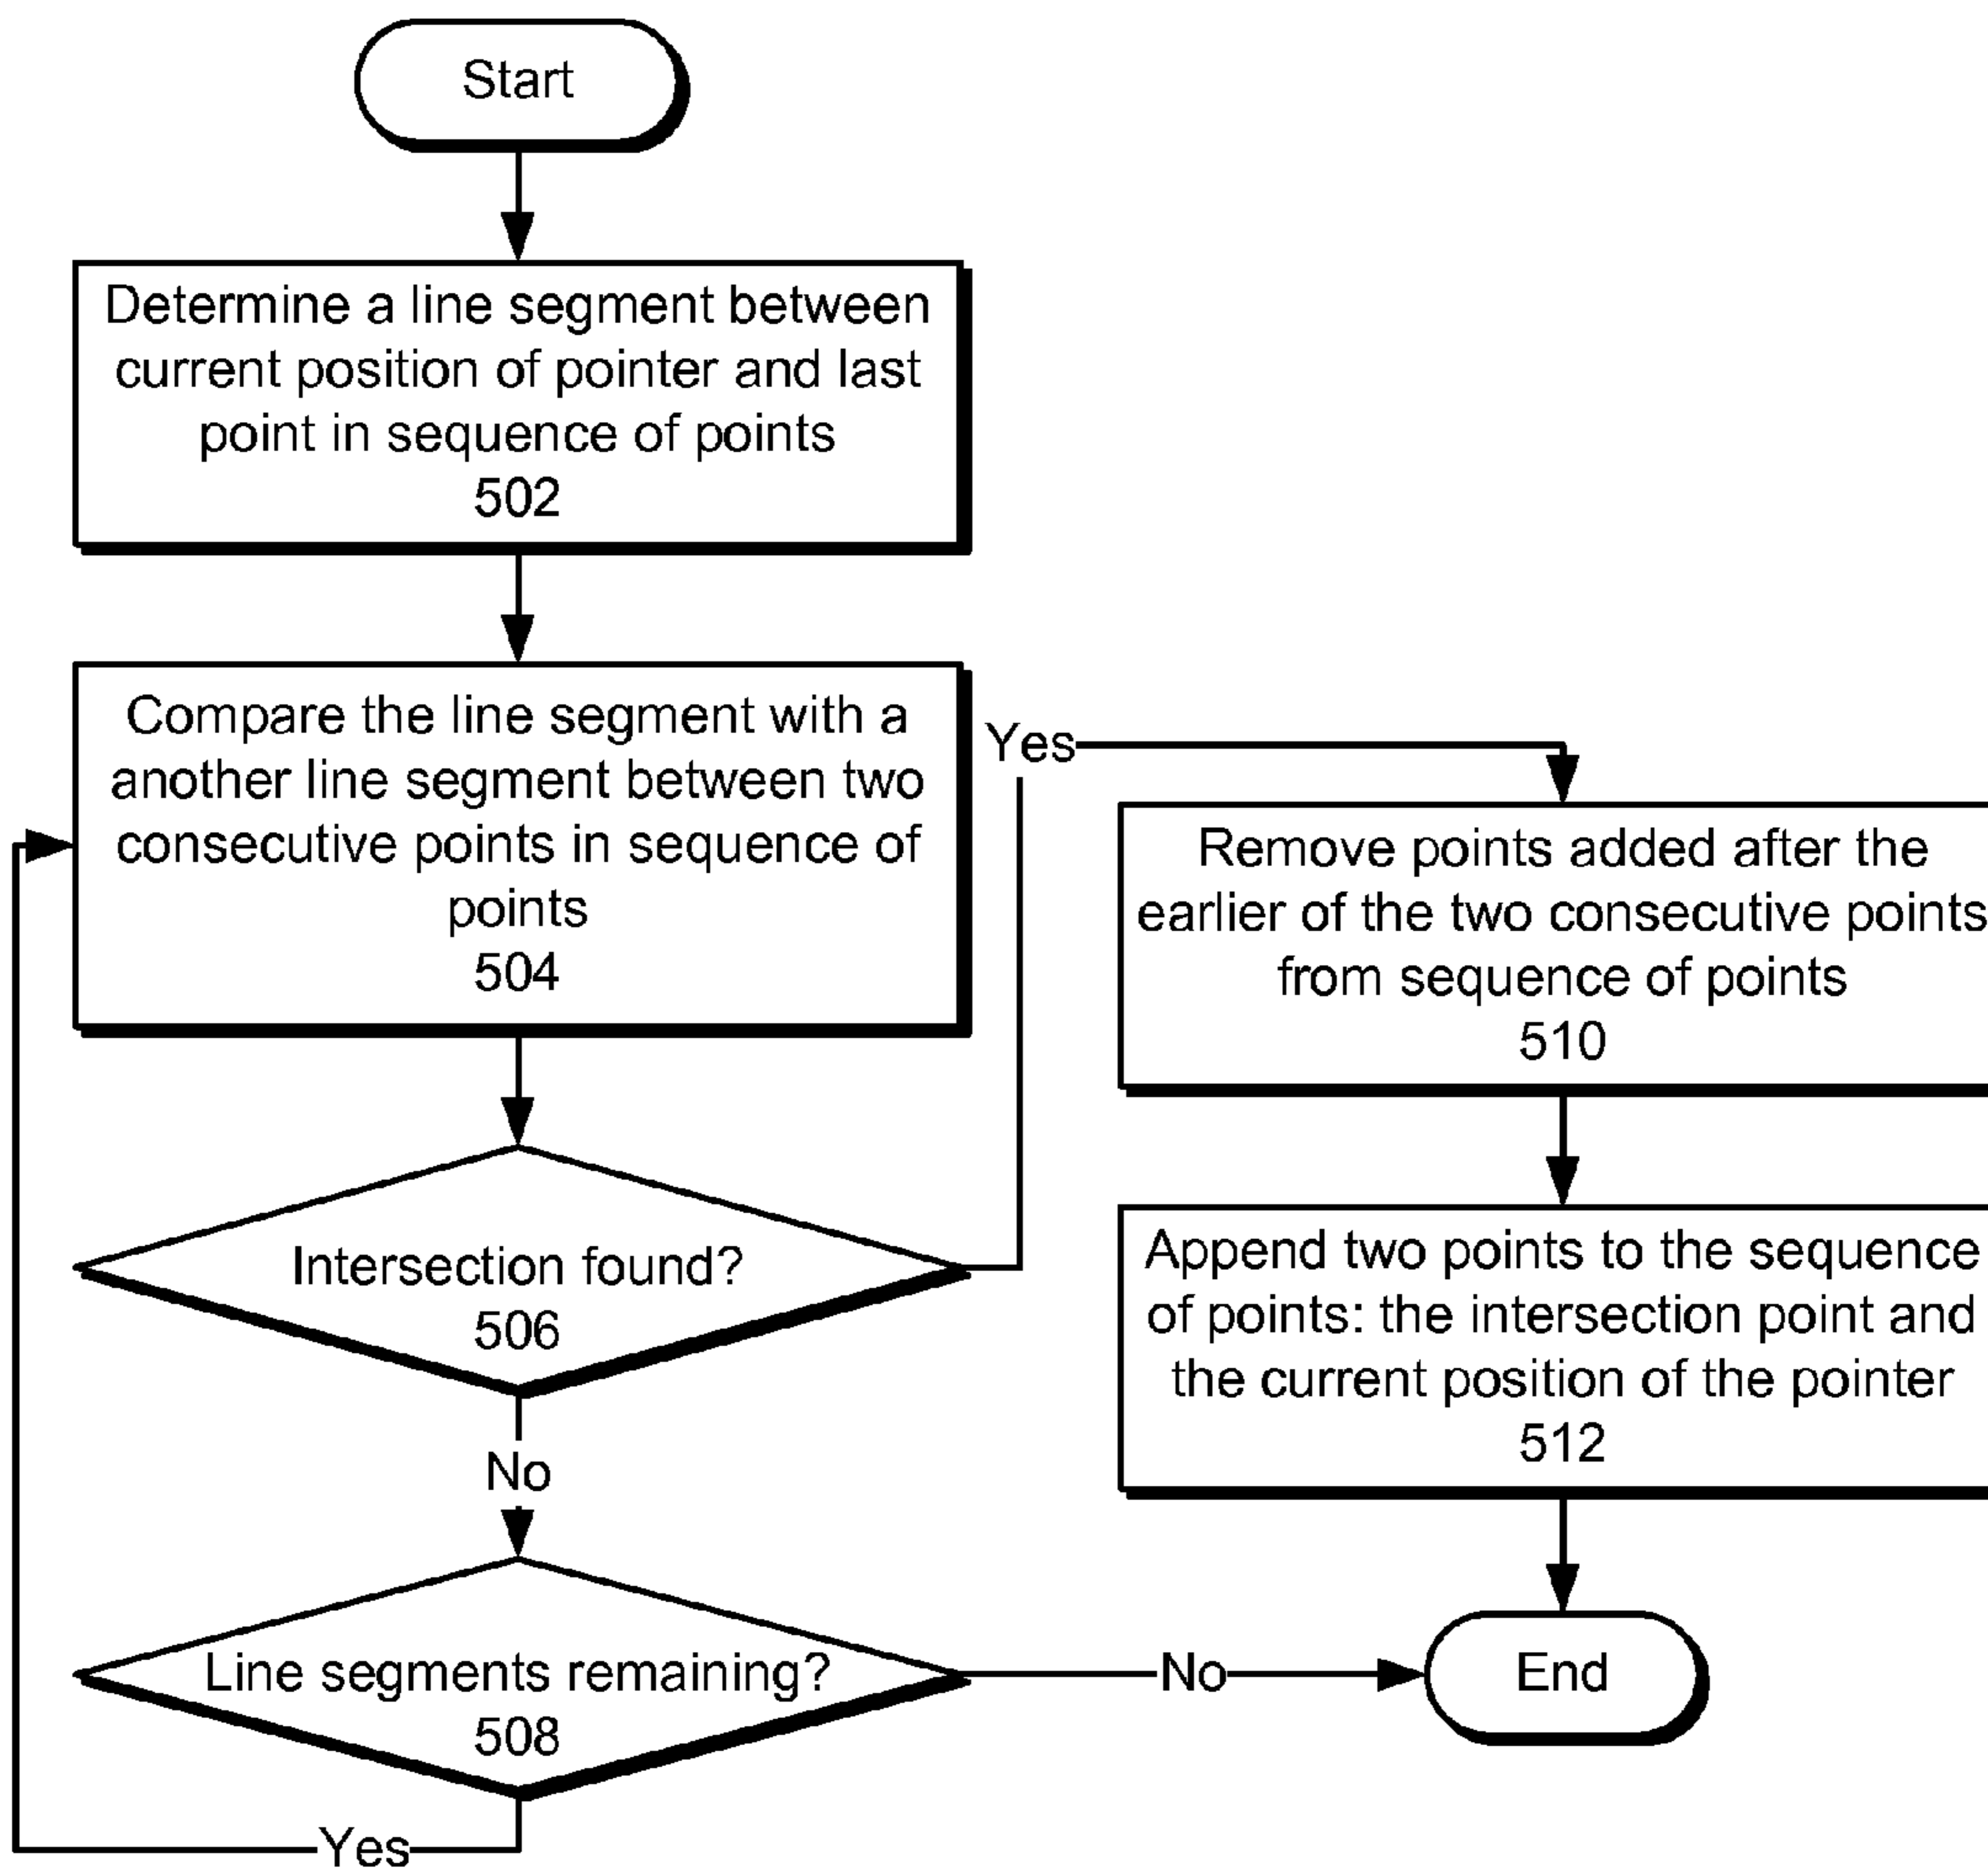 Start
Determine a line segment between
current position of pointer and last
point in sequence of points
502
Compare the line segment with a
another line segment between two
consecutive points in sequence of
points
504
Intersection found?
506
No
Line segments remaining?
508
Yes
No
Yes
Remove points added after the
earlier of the two consecutive points
from sequence of points
510
Append two points to the sequence
of points: the intersection point and
the current position of the pointer
512
End